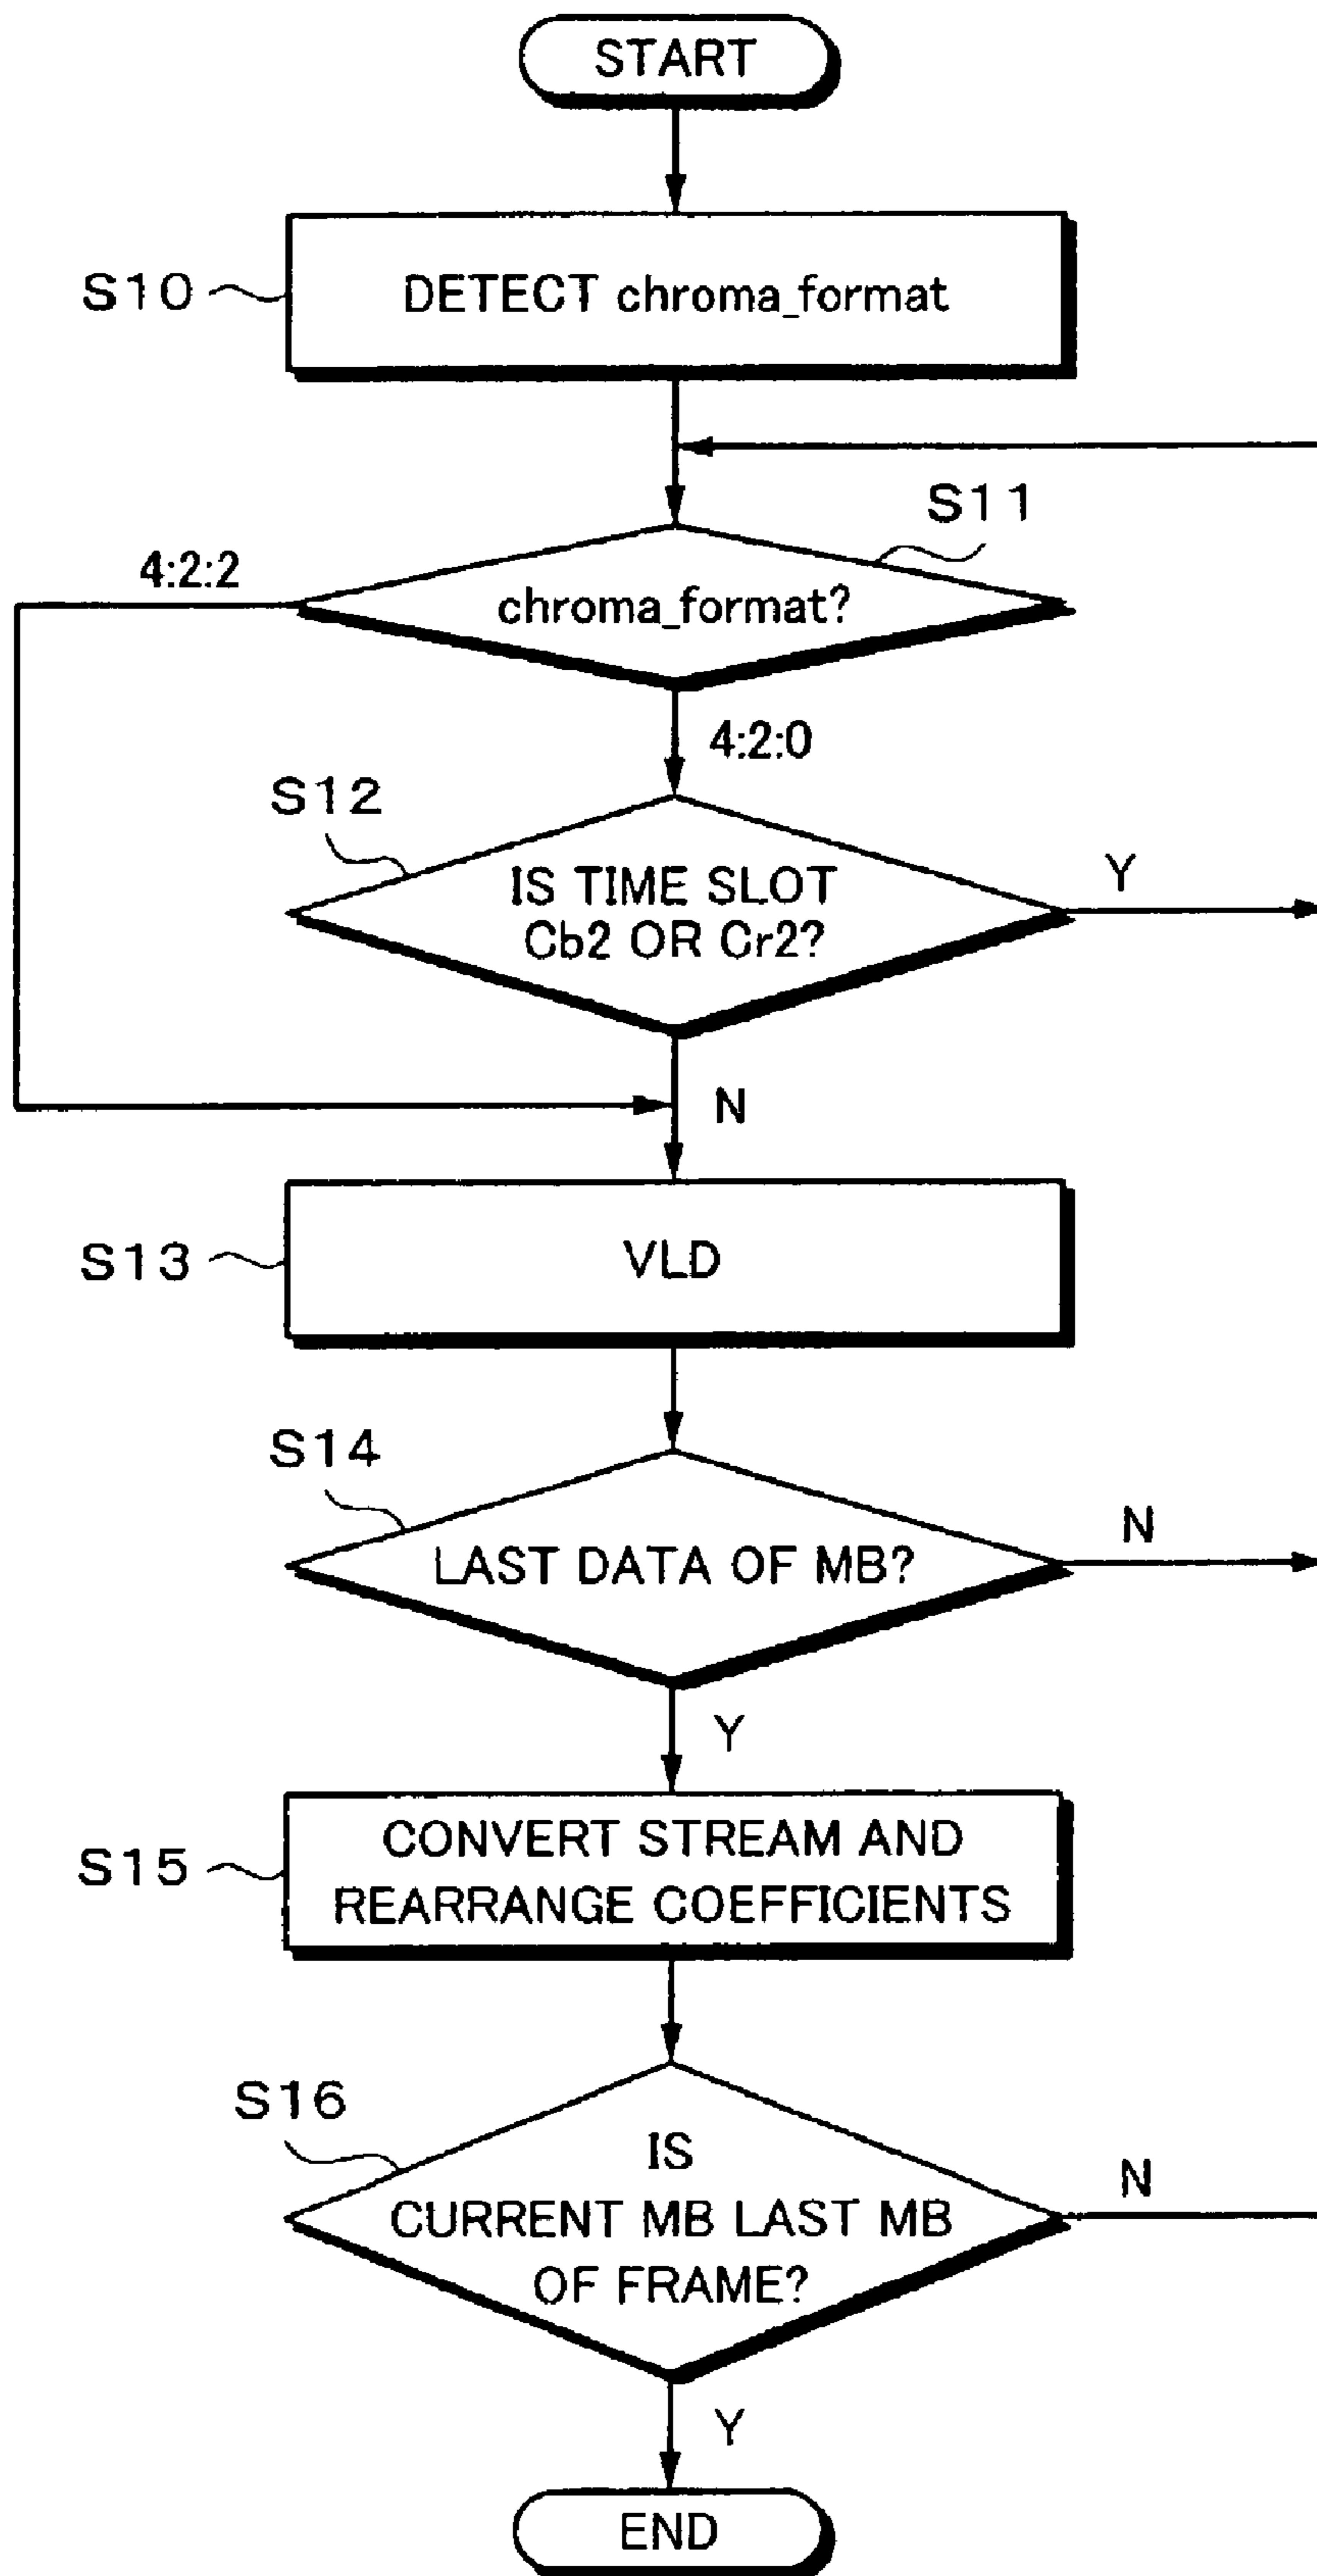 START
S10
DETECT chroma_format
S11
4:2:2
chroma_format?
4:2:0
S12
IS TIME SLOT
Cb2 OR Cr2?
Y
N
S13
VLD
S14
LAST DATA OF MB?
N
Y
S15
CONVERT STREAM AND
REARRANGE COEFFICIENTS
S16
IS
CURRENT MB LAST MB
OF FRAME?
N
Y
END